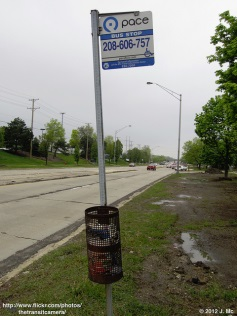 pace
BUS STOP
208-606-757
http://www.flickr.com/photos/
thetransitcamera/
© 2012 J. Mc.